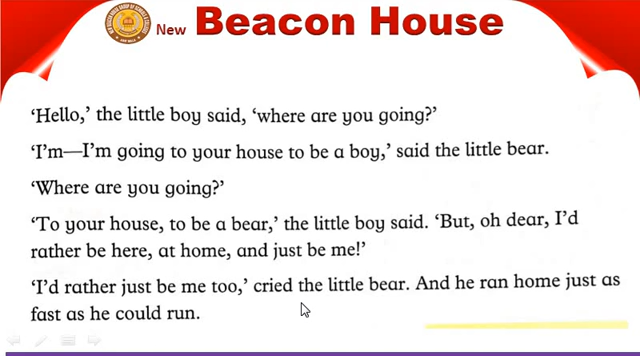 New Beacon House
‘Hello,’ the little boy said, ‘where are you going?’
‘I’m—I’m going to your house to be a boy,’ said the little bear.
‘Where are you going?’
‘To your house, to be a bear,’ the little boy said. ‘But, oh dear, I’d
rather be here, at home, and just be me!’
‘I’d rather just be me too,’ cried the little bear. And he ran home just as
fast as he could run.